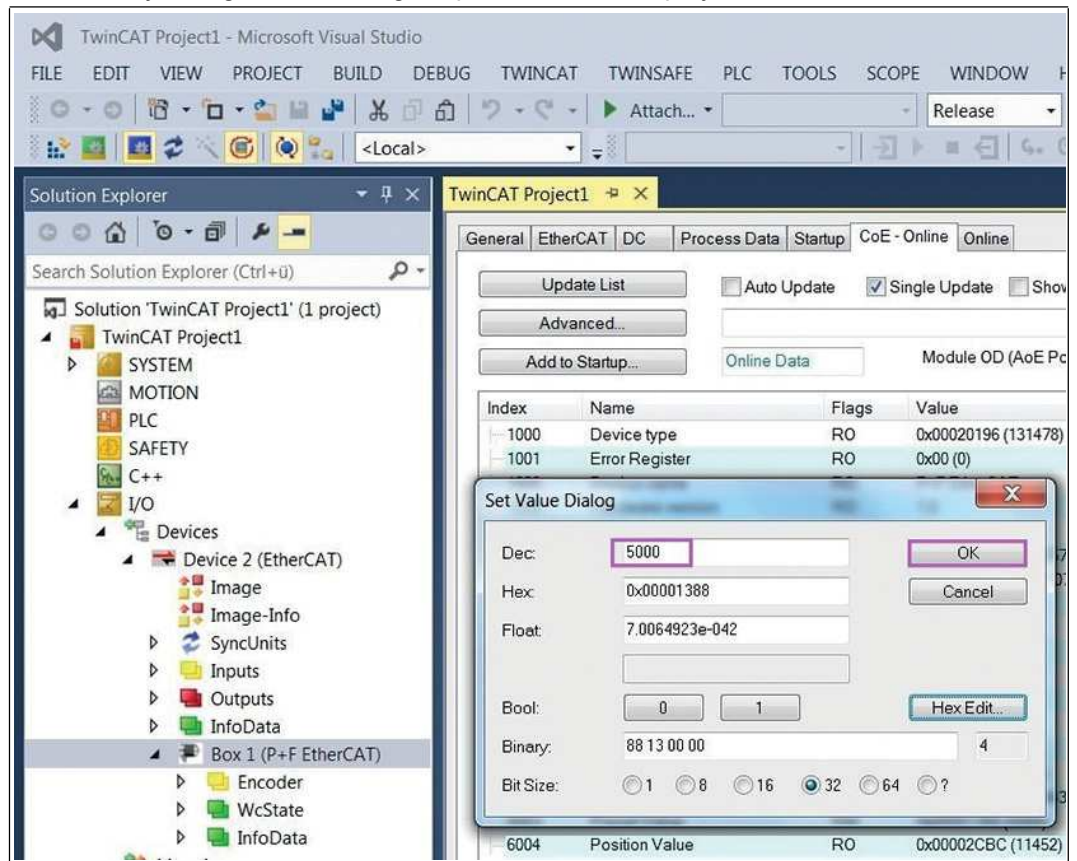 TwinCAT Project1 - Microsoft Visual Studio
FILE EDIT VIEW PROJECT BUILD DEBUG TWINCAT TWINSAFE PLC TOOLS SCOPE WINDOW
Attach... Release
<Local>
Solution Explorer
Search Solution Explorer (Ctrl+ü)
Solution 'TwinCAT Project1' (1 project)
TwinCAT Project1
SYSTEM
MOTION
PLC
SAFETY
C++
I/O
Devices
Device 2 (EtherCAT)
Image
Image-Info
SyncUnits
Inputs
Outputs
InfoData
Box 1 (P+F EtherCAT)
Encoder
WcState
InfoData
TwinCAT Project1
General EtherCAT DC Process Data Startup CoE - Online Online
Update List Auto Update Single Update
Advanced...
Add to Startup... Online Data Module OD (AoE
Index Name Flags Value
1000 Device type RO 0x00020196 (131478)
1001 Error Register RO 0x00 (0)
Set Value Dialog
Dec: 5000 OK
Hex: 0x00001388 Cancel
Float: 7.0064923e-042
Bool: 0 1 Hex Edit...
Binary: 88 13 00 00 4
Bit Size: 1 8 16 32 64 ?
6004 Position Value RO 0x00002CBC (11452)